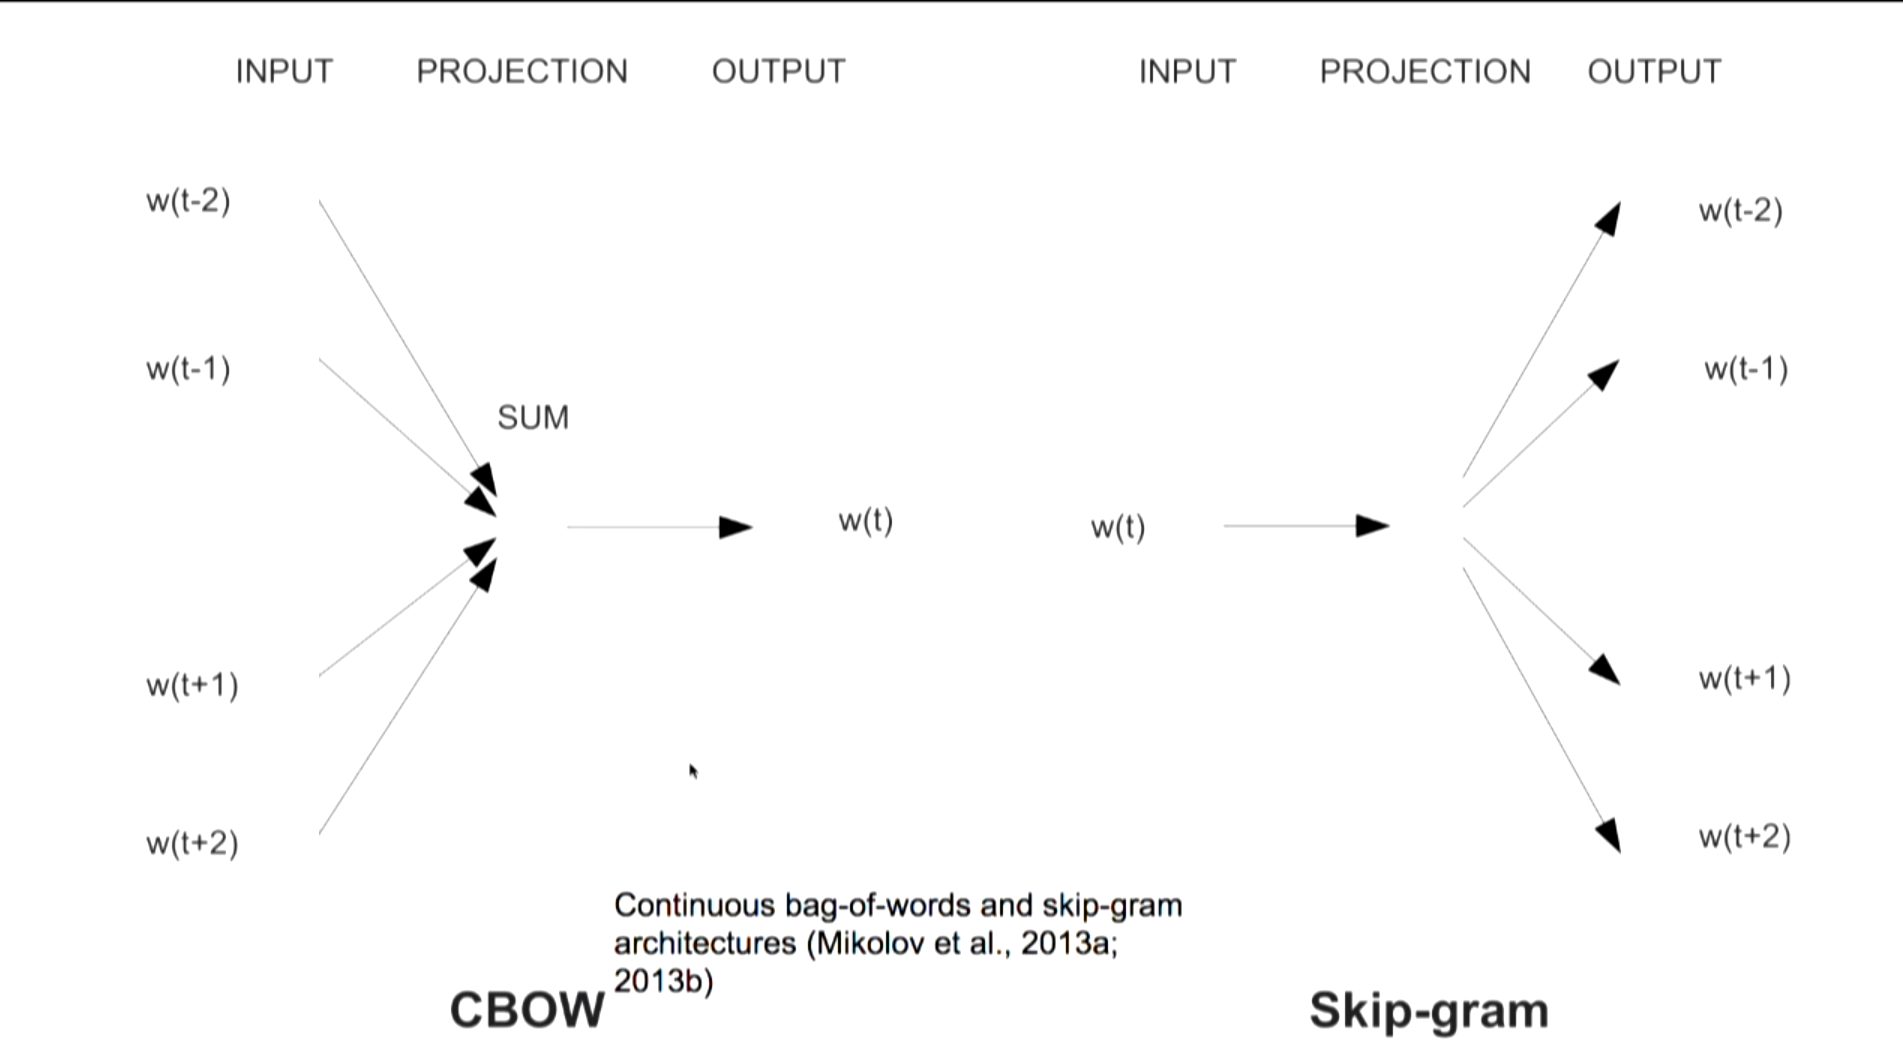 INPUT PROJECTION OUTPUT
w(t-2)
w(t-1)
SUM
w(t)
w(t+1)
w(t+2)
CBOW
INPUT PROJECTION OUTPUT
w(t-2)
w(t-1)
w(t)
w(t+1)
w(t+2)
Skip-gram
Continuous bag-of-words and skip-gram
architectures (Mikolov et al., 2013a;
2013b)